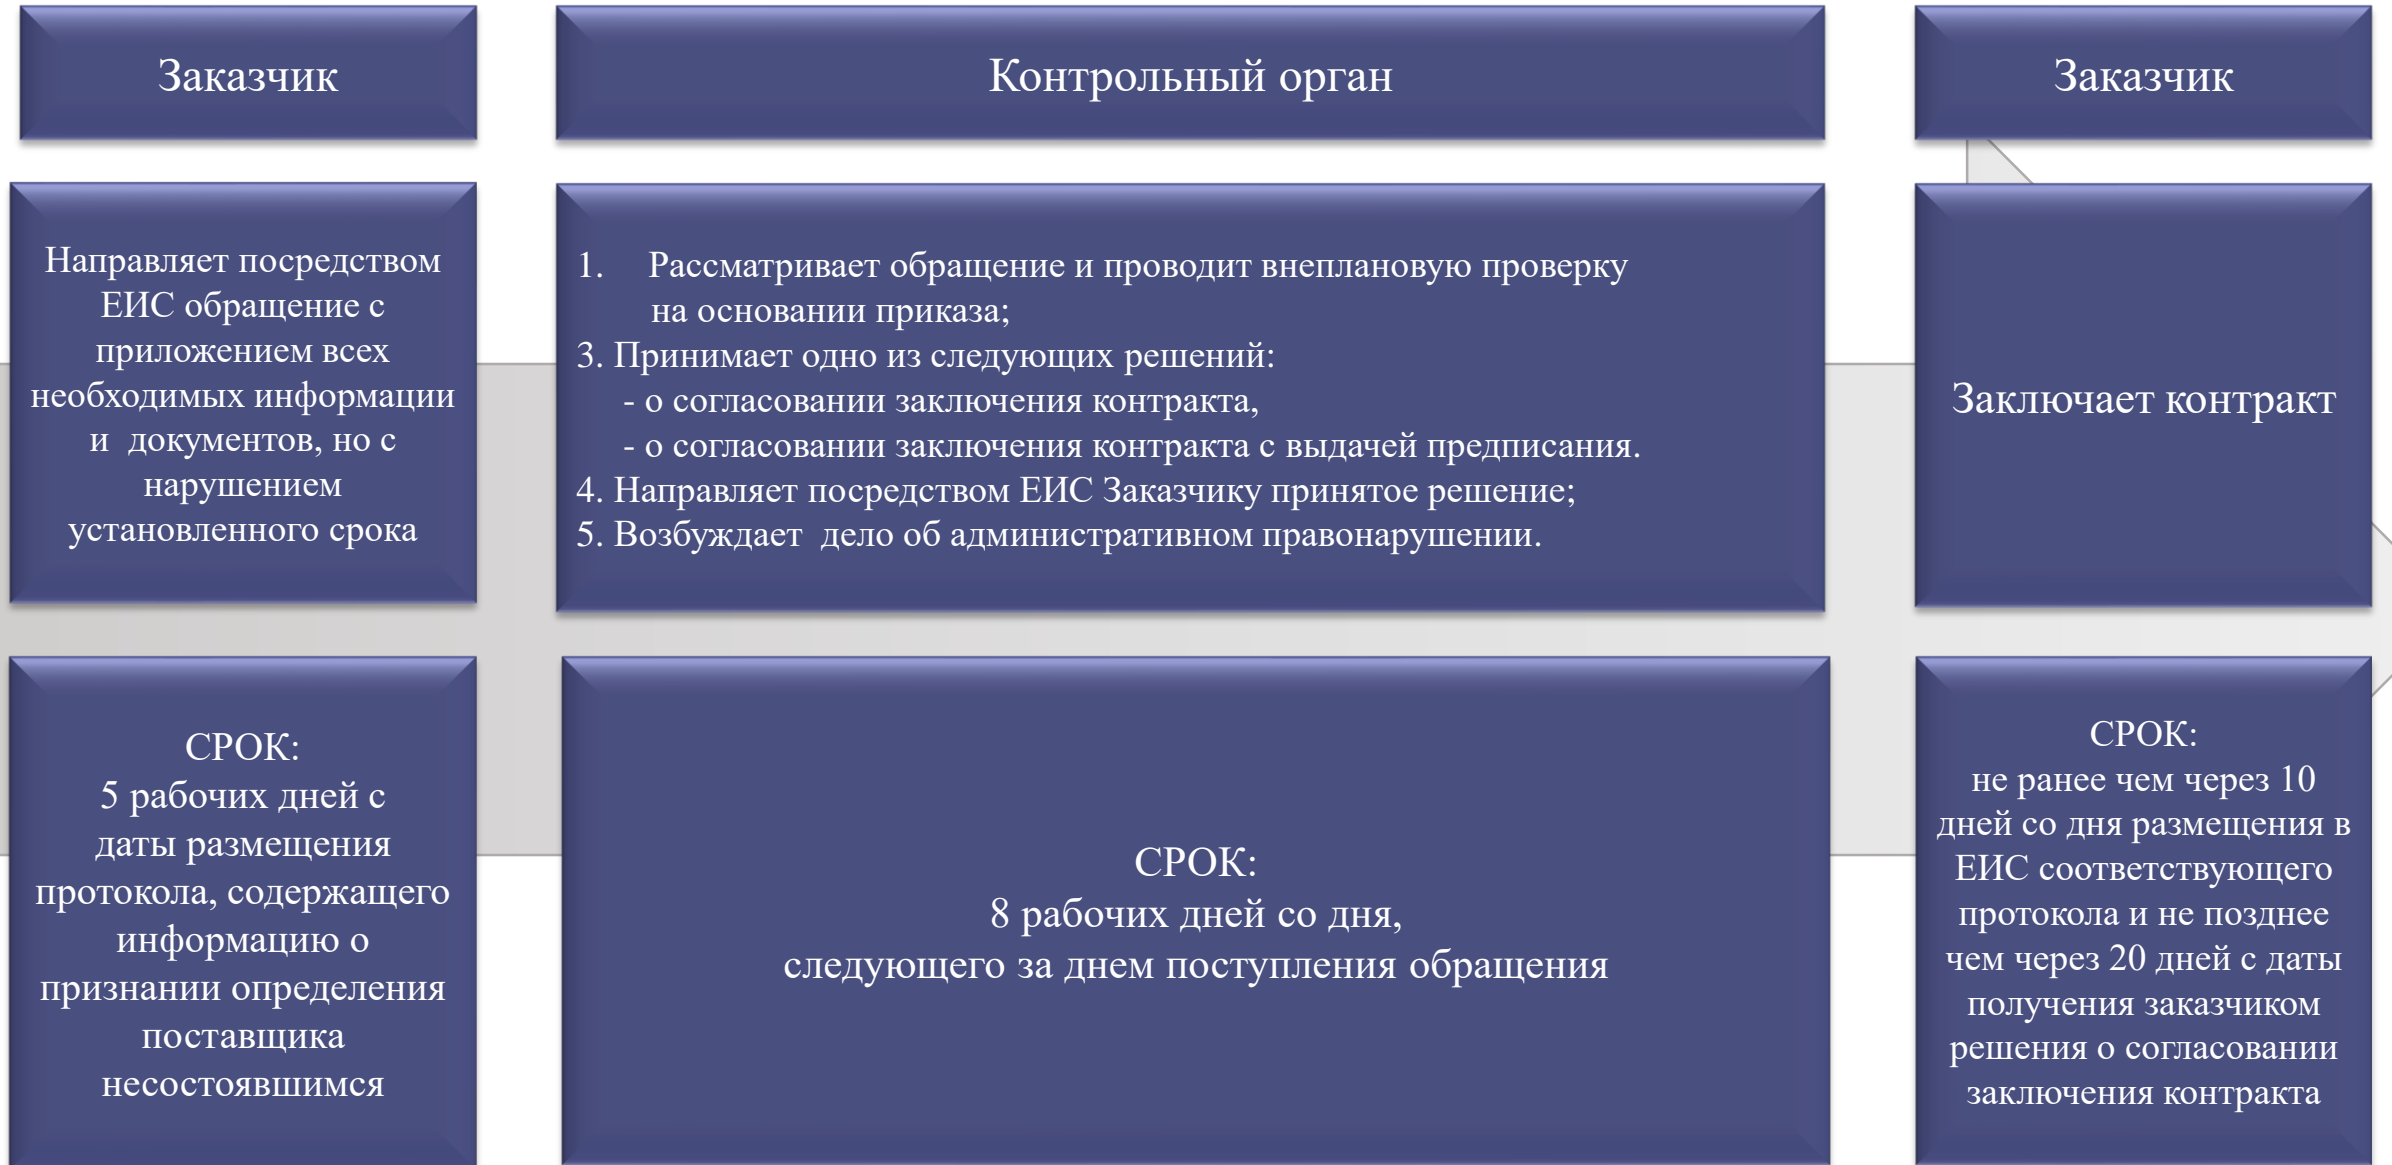 Заказчик
Контрольный орган
Заказчик
Направляет посредством
ЕИС обращение с
приложением всех
необходимых информации
и документов, но с
нарушением
установленного срока
1. Рассматривает обращение и проводит внеплановую проверку
на основании приказа;
3. Принимает одно из следующих решений:
- о согласовании заключения контракта,
- о согласовании заключения контракта с выдачей предписания.
4. Направляет посредством ЕИС Заказчику принятое решение;
5. Возбуждает дело об административном правонарушении.
Заключает контракт
СРОК:
5 рабочих дней с
даты размещения
протокола, содержащего
информацию о
признании определения
поставщика
несостоявшимся
СРОК:
8 рабочих дней со дня,
следующего за днем поступления обращения
СРОК:
не ранее чем через 10
дней со дня размещения в
ЕИС соответствующего
протокола и не позднее
чем через 20 дней с даты
получения заказчиком
решения о согласовании
заключения контракта